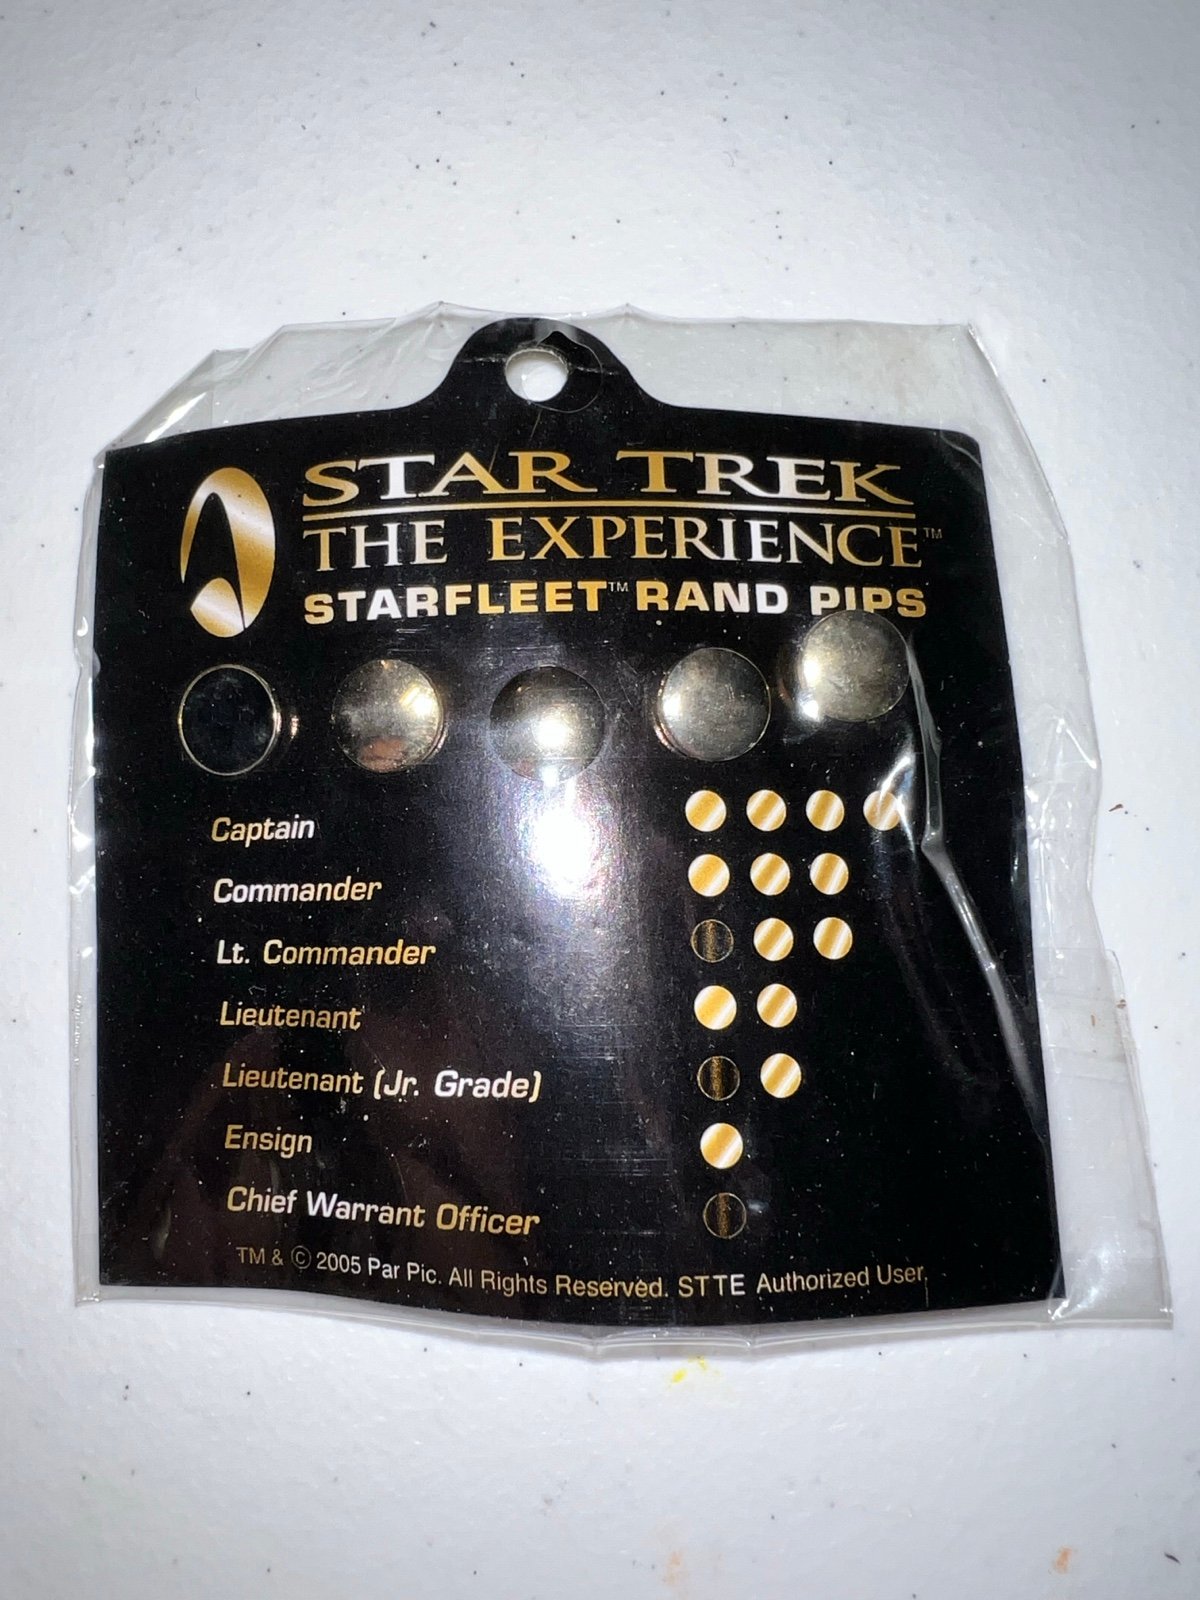 STAR TREK
THE EXPERIENCE™
STARFLEET™ RAND PIPS
Captain
Commander
Lt. Commander
Lieutenant
Lieutenant (Jr. Grade)
Ensign
Chief Warrant Officer
TM & © 2005 Par Pic. All Rights Reserved. STTE Authorized User.